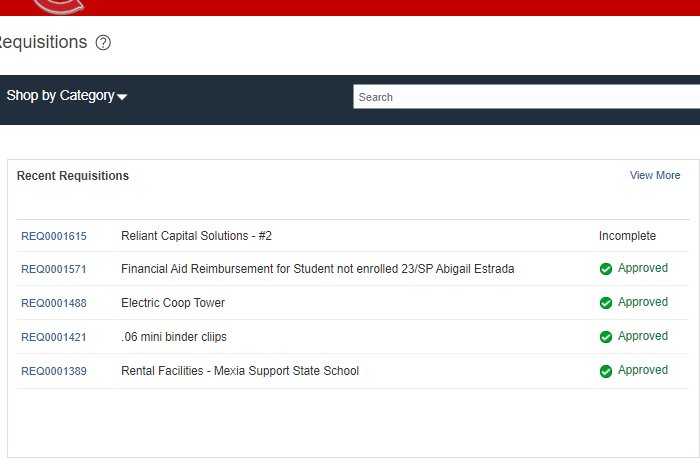 Requisitions ?
Shop by Category
Search
Recent Requisitions View More
REQ0001615 Reliant Capital Solutions - #2 Incomplete
REQ0001571 Financial Aid Reimbursement for Student not enrolled 23/SP Abigail Estrada Approved
REQ0001488 Electric Coop Tower Approved
REQ0001421 .06 mini binder cliips Approved
REQ0001389 Rental Facilities - Mexia Support State School Approved